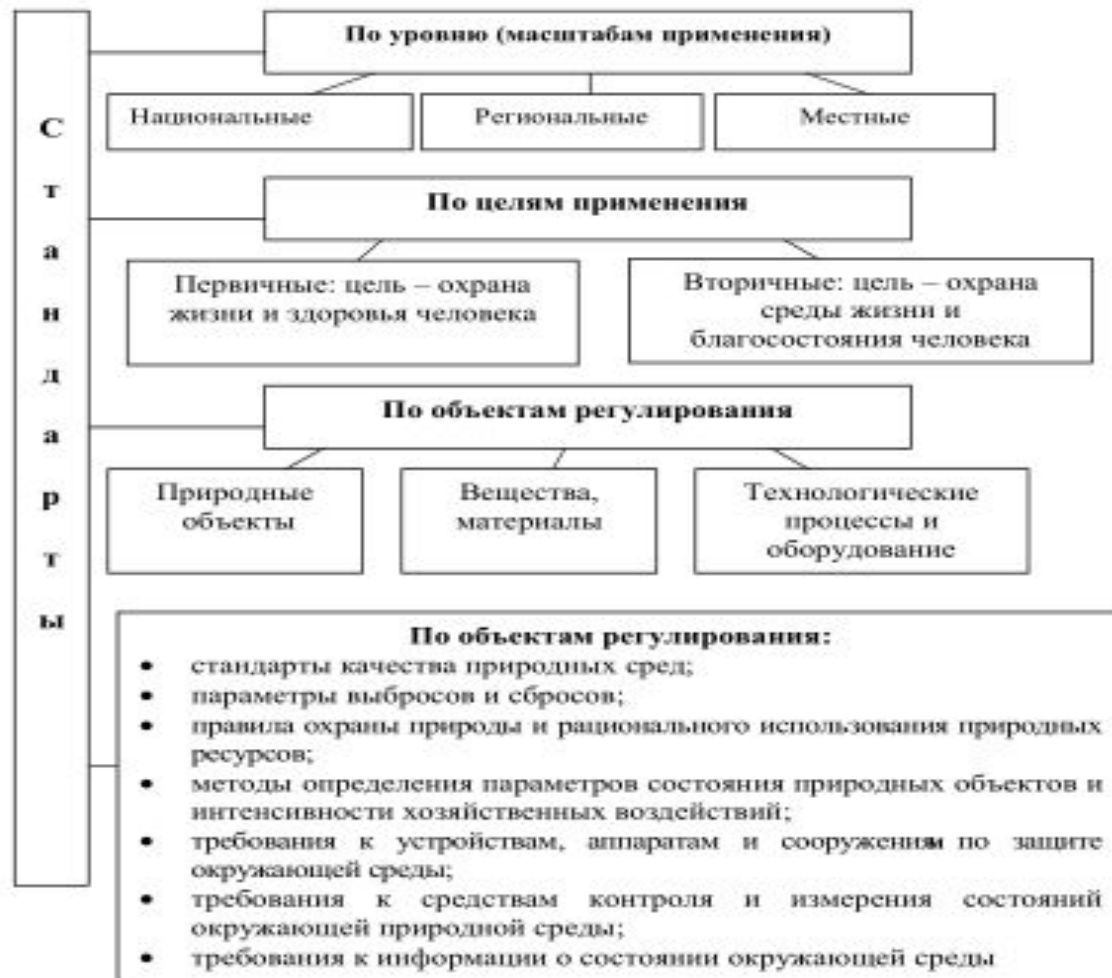 Стандарты
По уровню (масштабам применения)
Национальные
Региональные
Местные
По целям применения
Первичные: цель – охрана
жизни и здоровья человека
Вторичные: цель – охрана
среды жизни и
благосостояния человека
По объектам регулирования
Природные
объекты
Вещества,
материалы
Технологические
процессы и
оборудование
По объектам регулирования:
• стандарты качества природных сред;
• параметры выбросов и сбросов;
• правила охраны природы и рационального использования природных
ресурсов;
• методы определения параметров состояния природных объектов и
интенсивности хозяйственных воздействий;
• требования к устройствам, аппаратам и сооружениям по защите
окружающей среды;
• требования к средствам контроля и измерения состояний
окружающей природной среды;
• требования к информации о состоянии окружающей среды